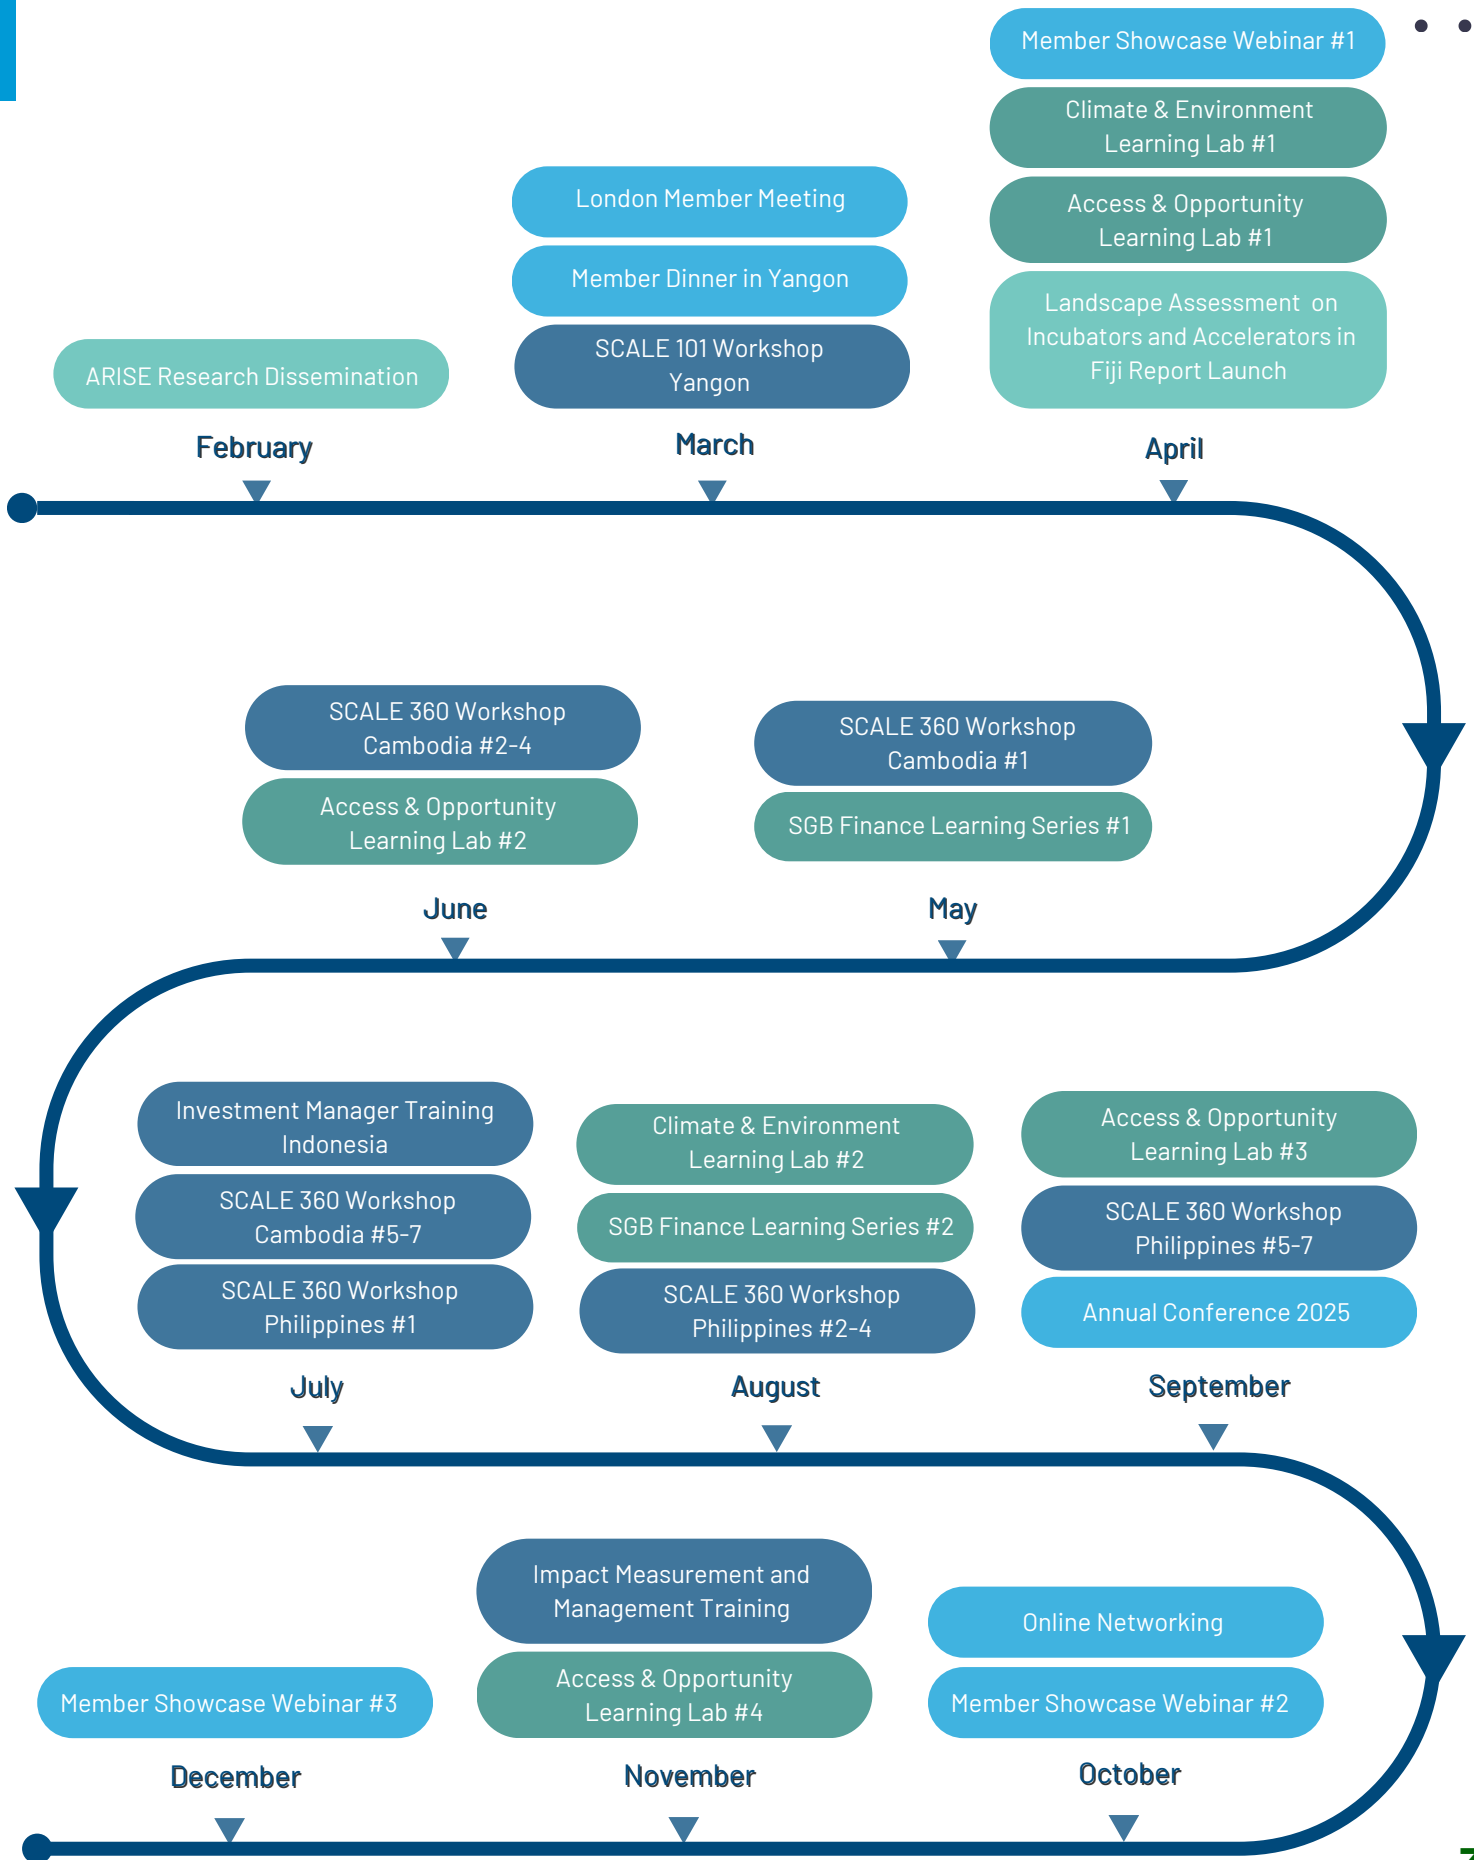 ARISE Research Dissemination
February
London Member Meeting
Member Dinner in Yangon
SCALE 101 Workshop
Yangon
March
Member Showcase Webinar #1
Climate & Environment
Learning Lab #1
Access & Opportunity
Learning Lab #1
Landscape Assessment on
Incubators and Accelerators in
Fiji Report Launch
April
SCALE 360 Workshop
Cambodia #1
SGB Finance Learning Series #1
May
SCALE 360 Workshop
Cambodia #2-4
Access & Opportunity
Learning Lab #2
June
Investment Manager Training
Indonesia
SCALE 360 Workshop
Cambodia #5-7
SCALE 360 Workshop
Philippines #1
July
Climate & Environment
Learning Lab #2
SGB Finance Learning Series #2
SCALE 360 Workshop
Philippines #2-4
August
Access & Opportunity
Learning Lab #3
SCALE 360 Workshop
Philippines #5-7
Annual Conference 2025
September
Online Networking
Member Showcase Webinar #2
October
Impact Measurement and
Management Training
Access & Opportunity
Learning Lab #4
November
Member Showcase Webinar #3
December